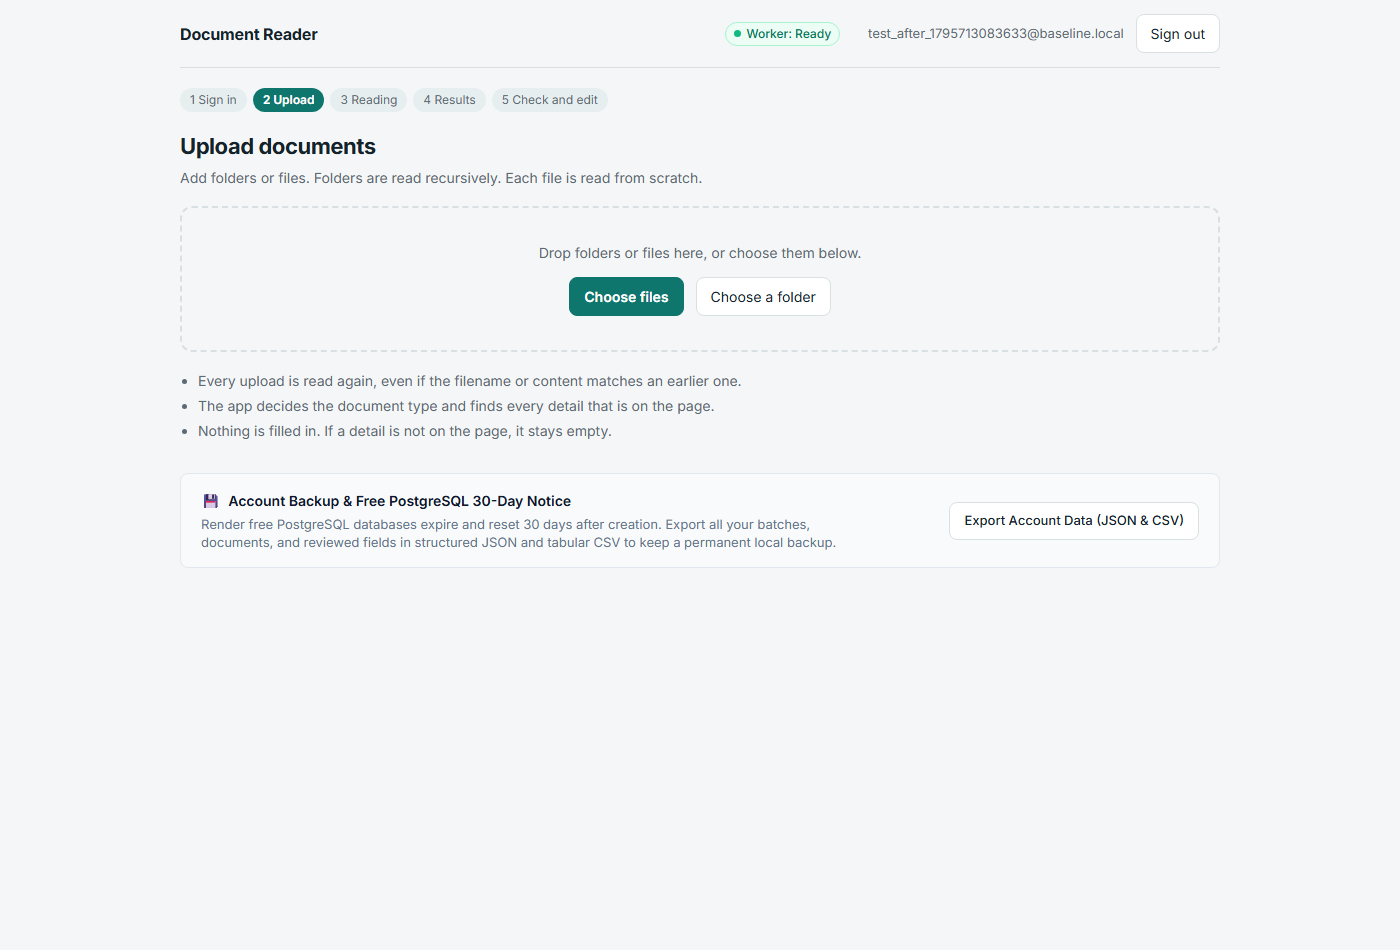 Document Reader
Worker: Ready
test_after_1795713083633@baseline.local
Sign out
1 Sign in
2 Upload
3 Reading
4 Results
5 Check and edit
Upload documents
Add folders or files. Folders are read recursively. Each file is read from scratch.
Drop folders or files here, or choose them below.
Choose files
Choose a folder
Every upload is read again, even if the filename or content matches an earlier one.
The app decides the document type and finds every detail that is on the page.
Nothing is filled in. If a detail is not on the page, it stays empty.
Account Backup & Free PostgreSQL 30-Day Notice
Render free PostgreSQL databases expire and reset 30 days after creation. Export all your batches,
documents, and reviewed fields in structured JSON and tabular CSV to keep a permanent local backup.
Export Account Data (JSON & CSV)